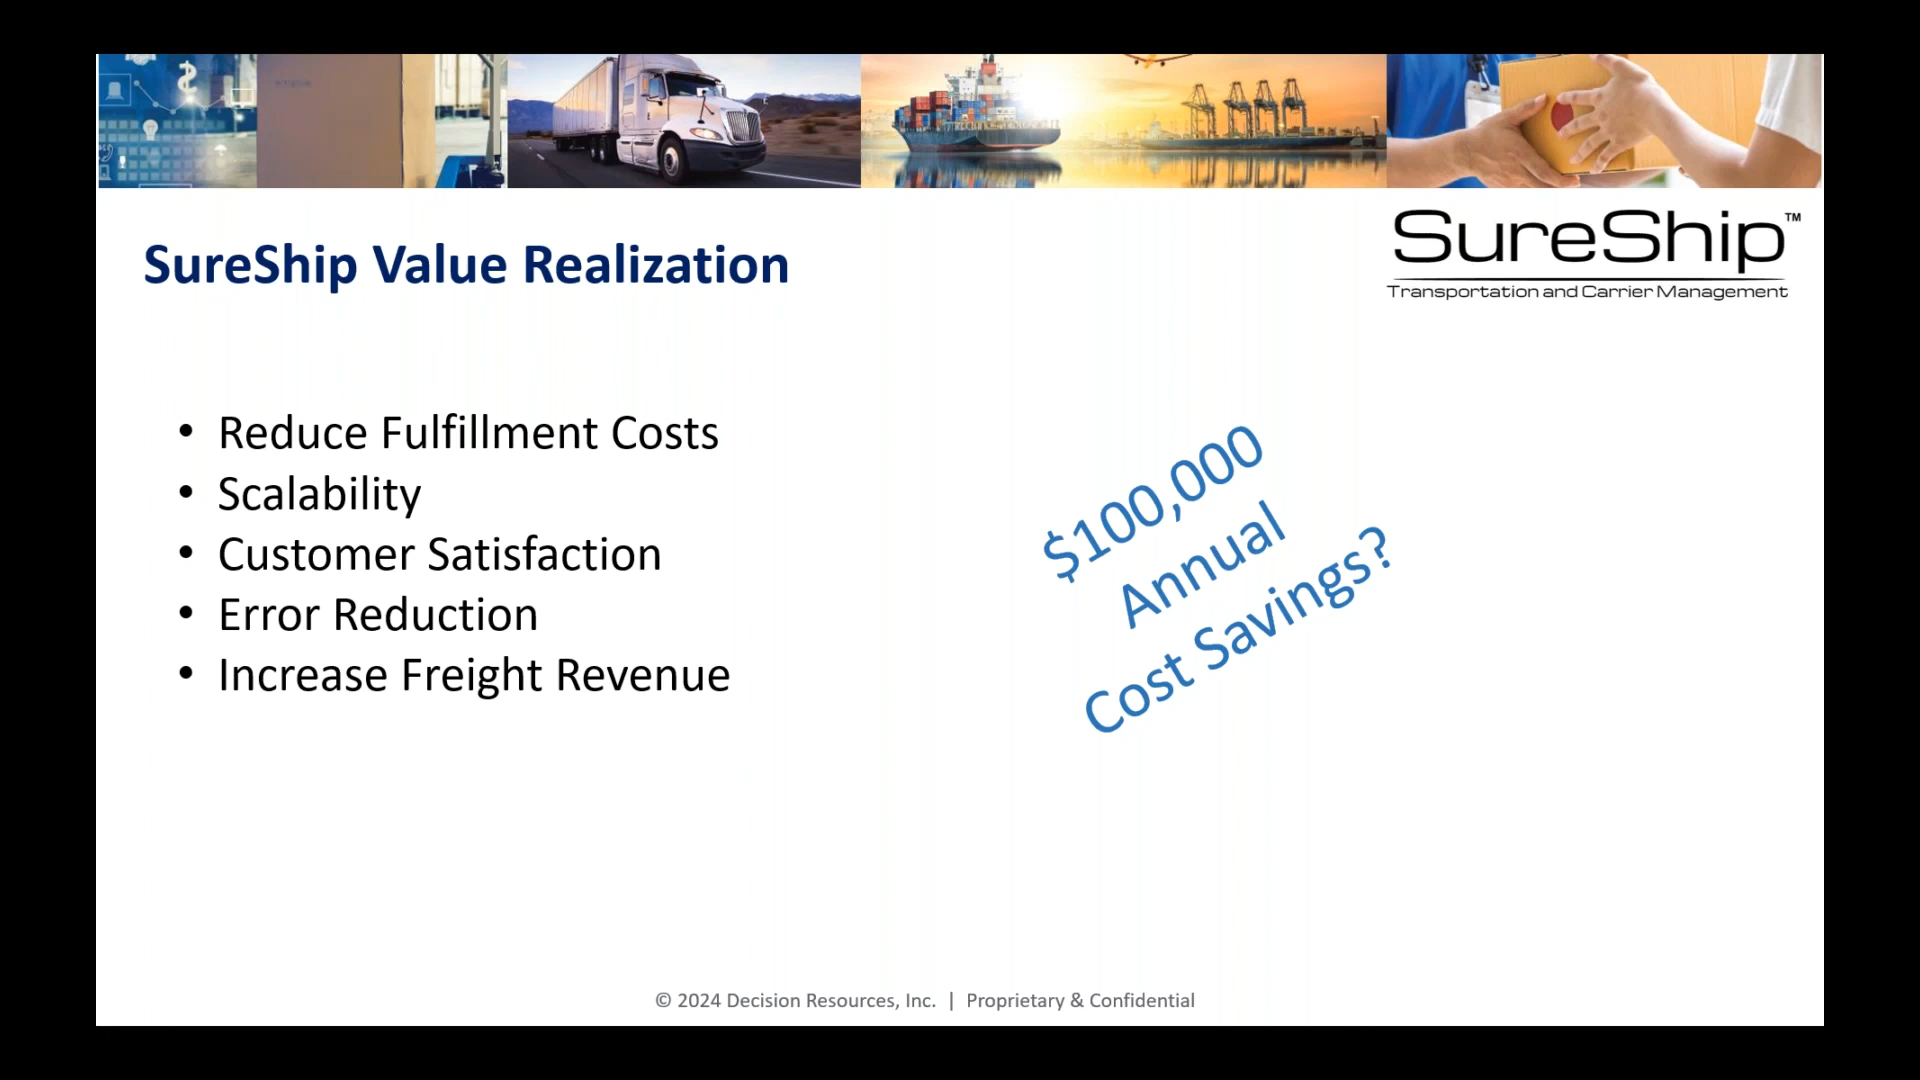 SureShip™
Transportation and Carrier Management
SureShip Value Realization
• Reduce Fulfillment Costs
• Scalability
• Customer Satisfaction
• Error Reduction
• Increase Freight Revenue
$100,000
Annual
Cost Savings?
© 2024 Decision Resources, Inc. | Proprietary & Confidential